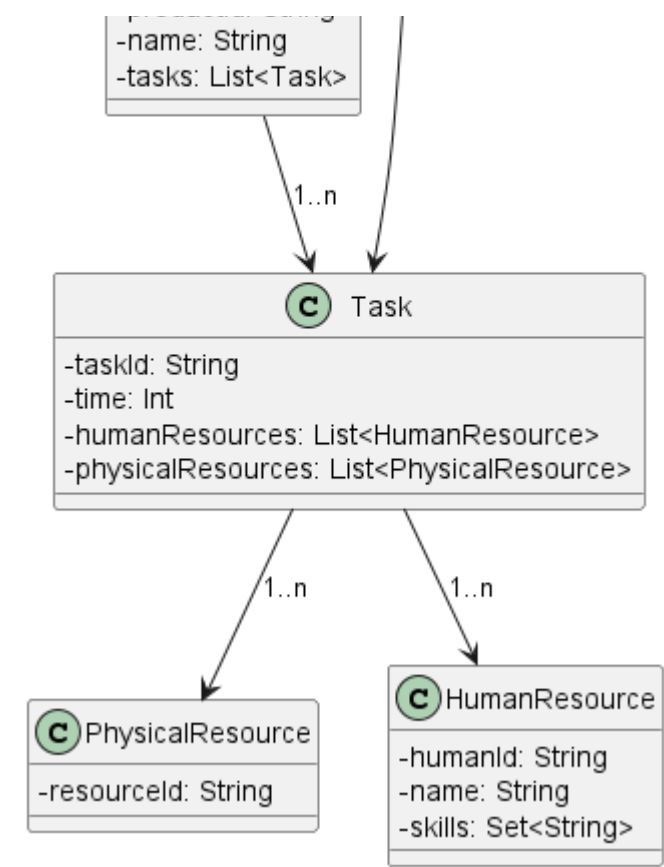 -name: String
-tasks: List<Task>
1..n
C Task
-taskId: String
-time: Int
-humanResources: List<HumanResource>
-physicalResources: List<PhysicalResource>
1..n
1..n
C PhysicalResource
-resourceId: String
C HumanResource
-humanId: String
-name: String
-skills: Set<String>